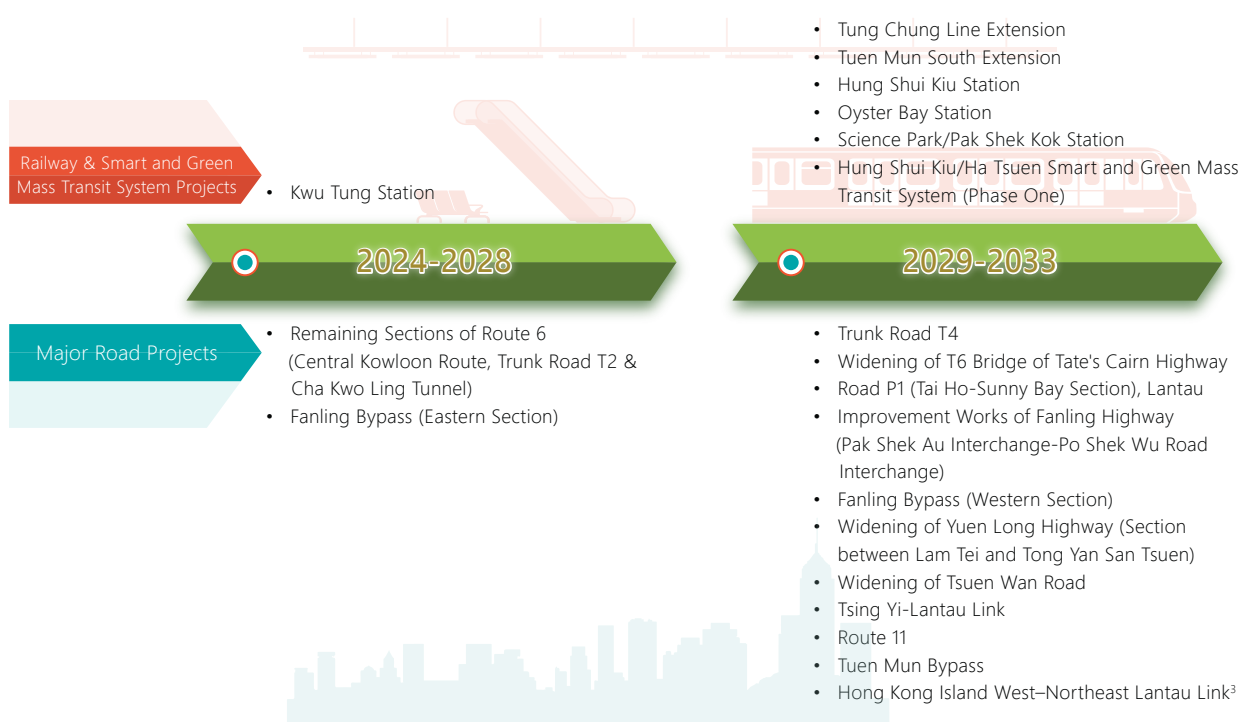 Railway & Smart and Green
Mass Transit System Projects
• Kwu Tung Station
• Tung Chung Line Extension
• Tuen Mun South Extension
• Hung Shui Kiu Station
• Oyster Bay Station
• Science Park/Pak Shek Kok Station
• Hung Shui Kiu/Ha Tsuen Smart and Green Mass
Transit System (Phase One)
2024-2028
2029-2033
Major Road Projects
• Remaining Sections of Route 6
(Central Kowloon Route, Trunk Road T2 &
Cha Kwo Ling Tunnel)
• Fanling Bypass (Eastern Section)
• Trunk Road T4
• Widening of T6 Bridge of Tate's Cairn Highway
• Road P1 (Tai Ho-Sunny Bay Section), Lantau
• Improvement Works of Fanling Highway
(Pak Shek Au Interchange-Po Shek Wu Road
Interchange)
• Fanling Bypass (Western Section)
• Widening of Yuen Long Highway (Section
between Lam Tei and Tong Yan San Tsuen)
• Widening of Tsuen Wan Road
• Tsing Yi-Lantau Link
• Route 11
• Tuen Mun Bypass
• Hong Kong Island West–Northeast Lantau Link³